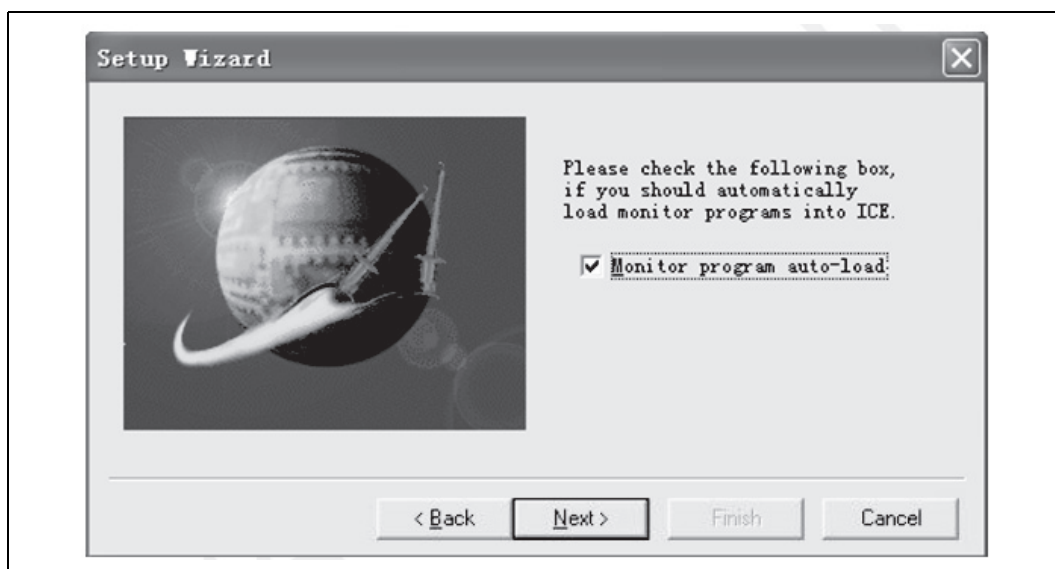 Setup Wizard
Please check the following box,
if you should automatically
load monitor programs into ICE.
Monitor program auto-load
< Back
Next >
Finish
Cancel